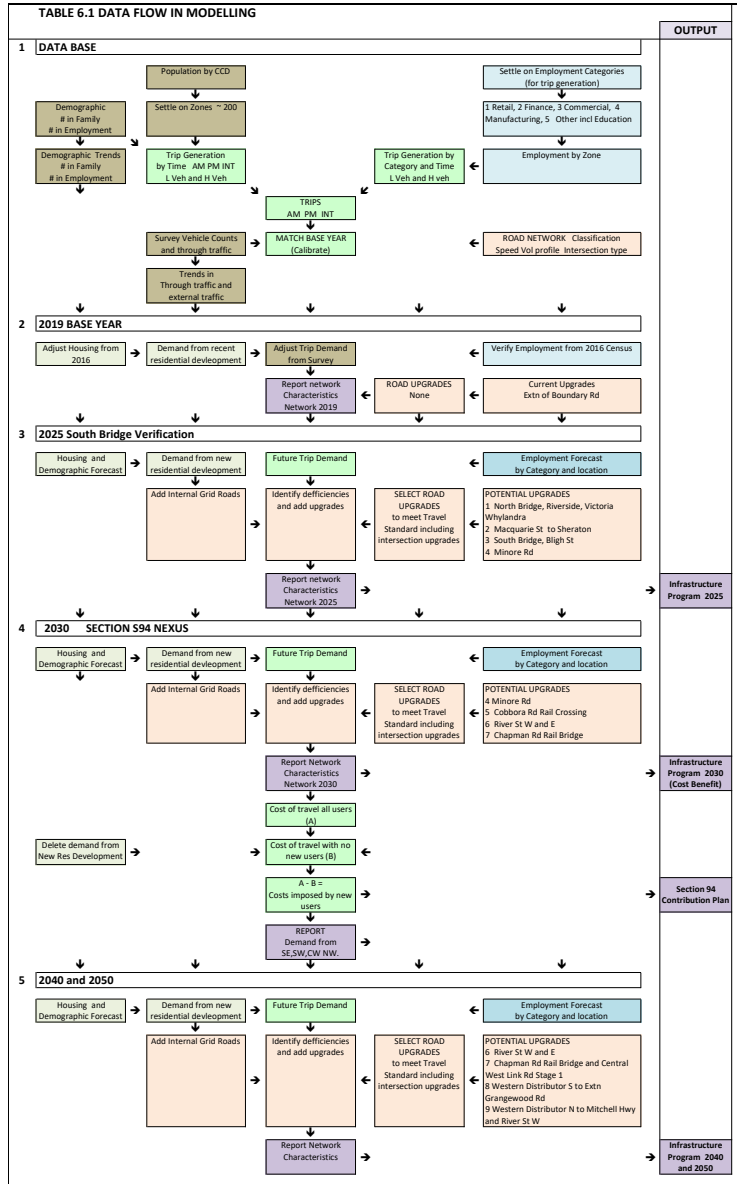 TABLE 6.1 DATA FLOW IN MODELLING
OUTPUT
1 DATA BASE
Population by CCD
Settle on Employment Categories
(for trip generation)
Demographic
# in Family
# in Employment
Settle on Zones ~ 200
1 Retail, 2 Finance, 3 Commercial, 4
Manufacturing, 5 Other incl Education
Demographic Trends
# in Family
# in Employment
Trip Generation
by Time AM PM INT
L Veh and H Veh
Trip Generation by
Category and Time
L Veh and H veh
Employment by Zone
TRIPS
AM PM INT
Survey Vehicle Counts
and through traffic
MATCH BASE YEAR
(Calibrate)
ROAD NETWORK Classification
Speed Vol profile Intersection type
Trends in
Through traffic and
external traffic
2 2019 BASE YEAR
Adjust Housing from
2016
Demand from recent
residential devleopment
Adjust Trip Demand
from Survey
Verify Employment from 2016 Census
Report network
Characteristics
Network 2019
ROAD UPGRADES
None
Current Upgrades
Extn of Boundary Rd
3 2025 South Bridge Verification
Housing and
Demographic Forecast
Demand from new
residential devleopment
Future Trip Demand
Employment Forecast
by Category and location
Add Internal Grid Roads
Identify defficiencies
and add upgrades
SELECT ROAD
UPGRADES
to meet Travel
Standard including
intersection upgrades
POTENTIAL UPGRADES
1 North Bridge, Riverside, Victoria
Whylandra
2 Macquarie St to Sheraton
3 South Bridge, Bligh St
4 Minore Rd
Report network
Characteristics
Network 2025
Infrastructure
Program 2025
4 2030 SECTION S94 NEXUS
Housing and
Demographic Forecast
Demand from new
residential devleopment
Future Trip Demand
Employment Forecast
by Category and location
Add Internal Grid Roads
Identify defficiencies
and add upgrades
SELECT ROAD
UPGRADES
to meet Travel
Standard including
intersection upgrades
POTENTIAL UPGRADES
4 Minore Rd
5 Cobbora Rd Rail Crossing
6 River St W and E
7 Chapman Rd Rail Bridge
Report Network
Characteristics
Network 2030
Infrastructure
Program 2030
(Cost Benefit)
Cost of travel all users
(A)
Delete demand from
New Res Development
Cost of travel with no
new users (B)
A - B =
Costs imposed by new
users
Section 94
Contribution Plan
REPORT
Demand from
SE,SW,CW NW.
5 2040 and 2050
Housing and
Demographic Forecast
Demand from new
residential devleopment
Future Trip Demand
Employment Forecast
by Category and location
Add Internal Grid Roads
Identify defficiencies
and add upgrades
SELECT ROAD
UPGRADES
to meet Travel
Standard including
intersection upgrades
POTENTIAL UPGRADES
6 River St W and E
7 Chapman Rd Rail Bridge and Central
West Link Rd Stage 1
8 Western Distributor S to Extn
Grangewood Rd
9 Western Distributor N to Mitchell Hwy
and River St W
Report Network
Characteristics
Infrastructure
Program 2040
and 2050